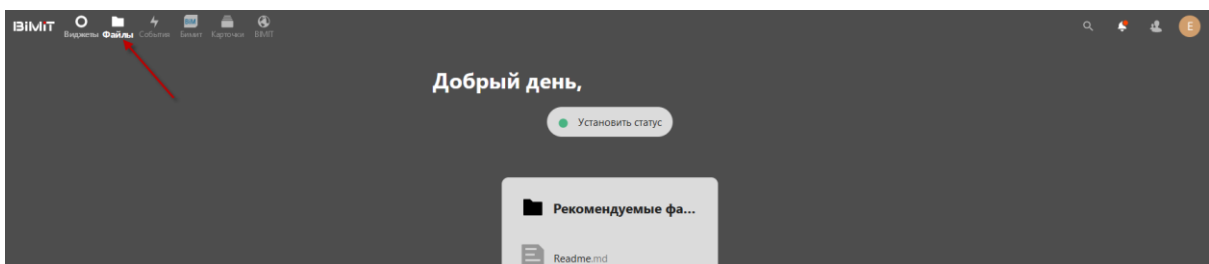 BiMiT Виджеты Файлы События Бимит Карточки BIMIT E
Добрый день,
Установить статус
Рекомендуемые фа...
Readme.md